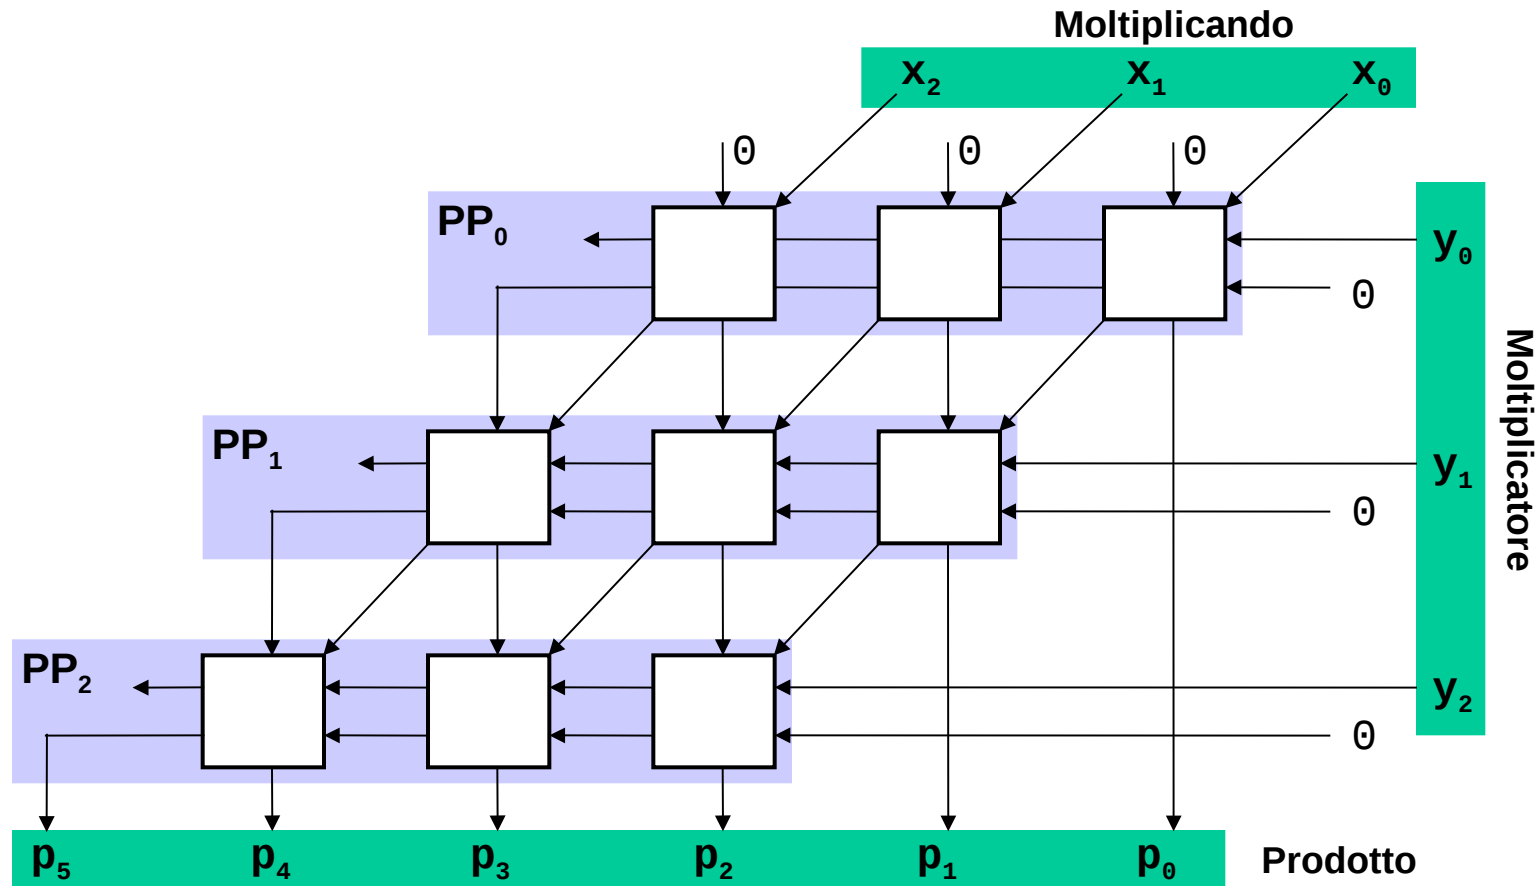 Moltiplicando
x2 x1 x0
0 0 0
PP0
y0
0
Moltiplicatore
PP1
y1
0
PP2
y2
0
p5 p4 p3 p2 p1 p0 Prodotto